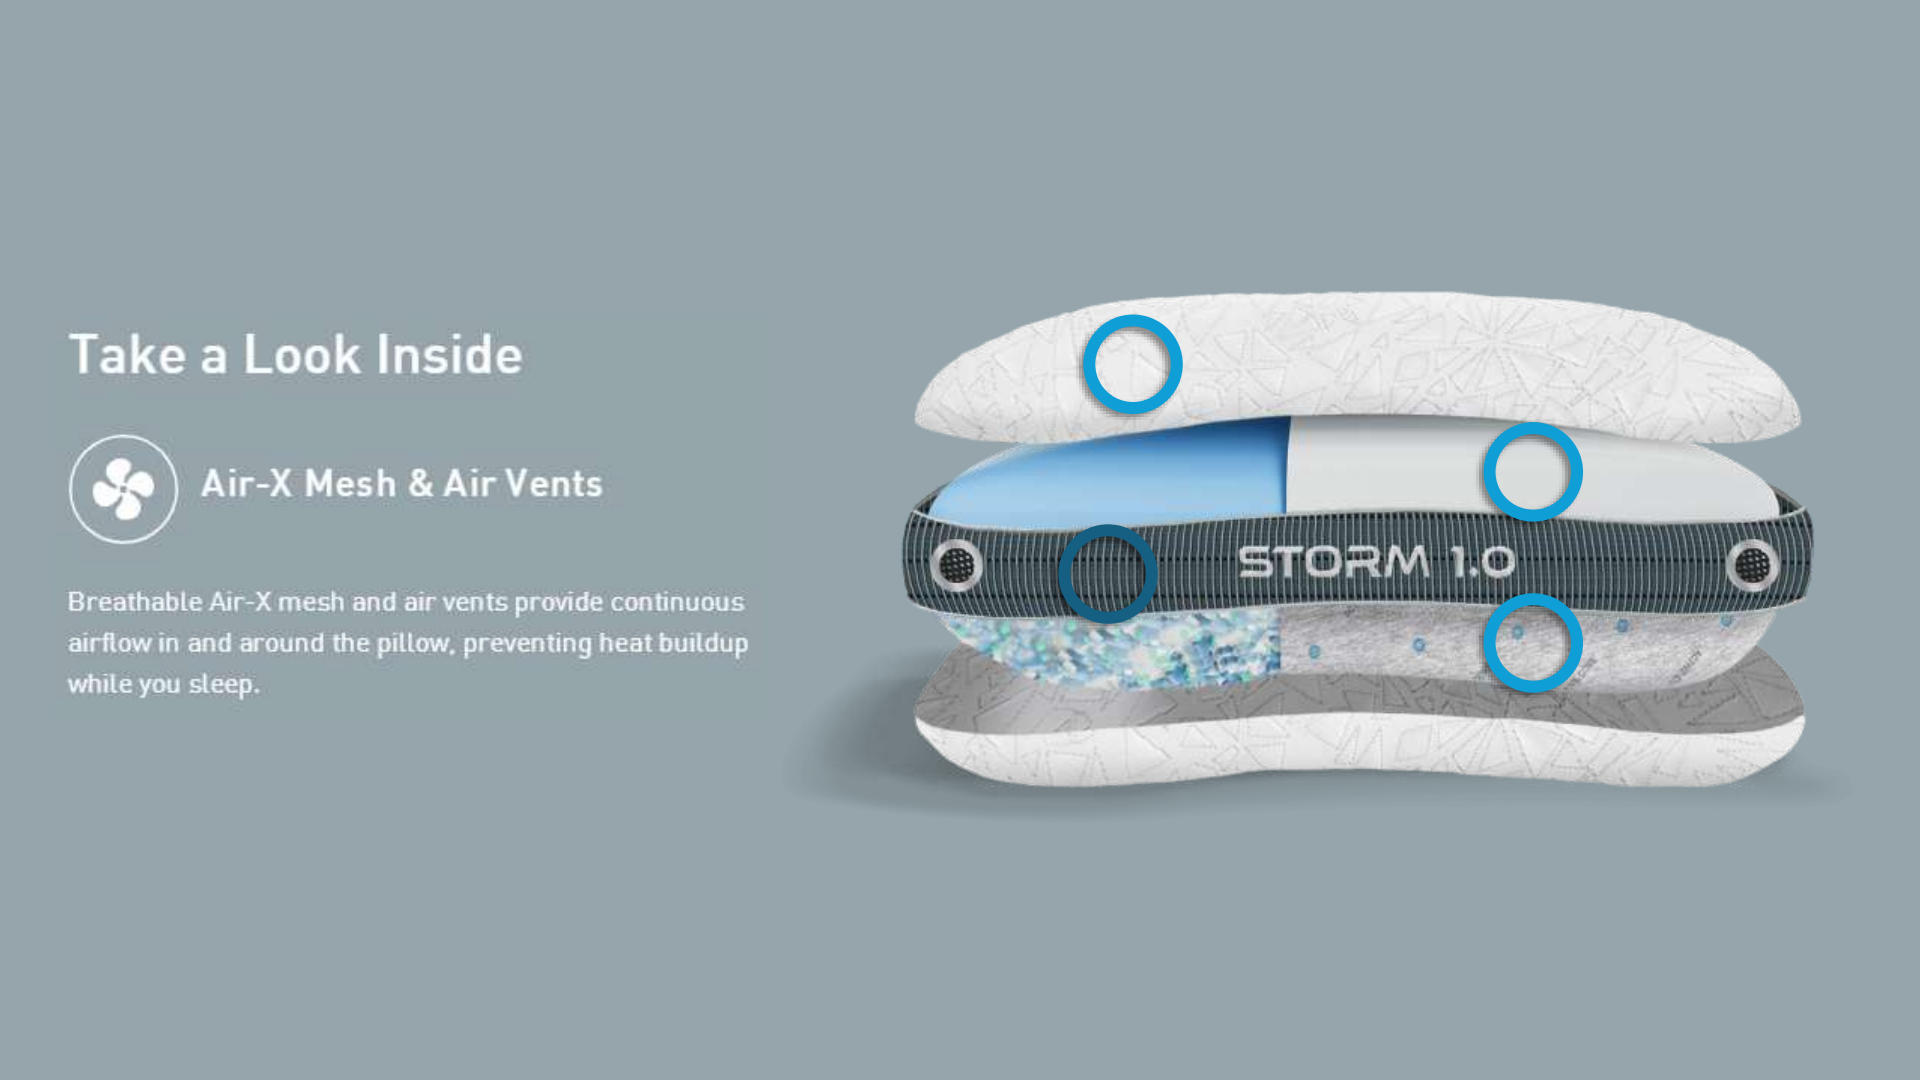 Take a Look Inside
Air-X Mesh & Air Vents
Breathable Air-X mesh and air vents provide continuous
airflow in and around the pillow, preventing heat buildup
while you sleep.
STORM 1.0